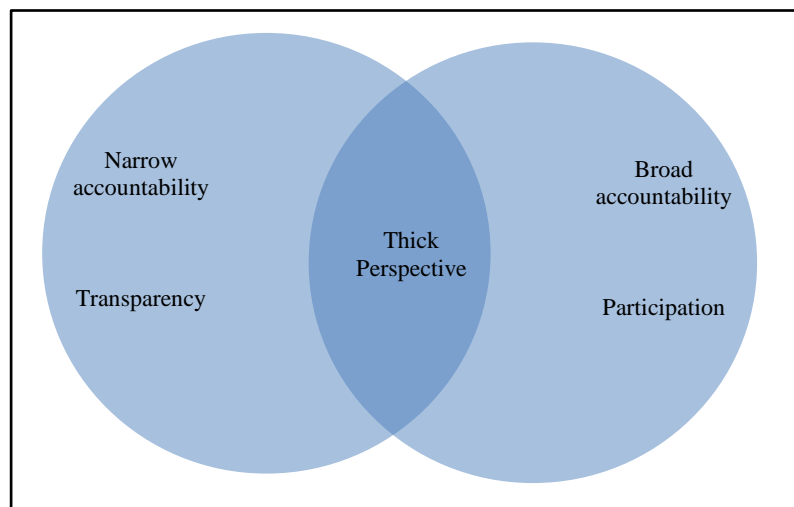 Narrow
accountability
Transparency
Thick
Perspective
Broad
accountability
Participation